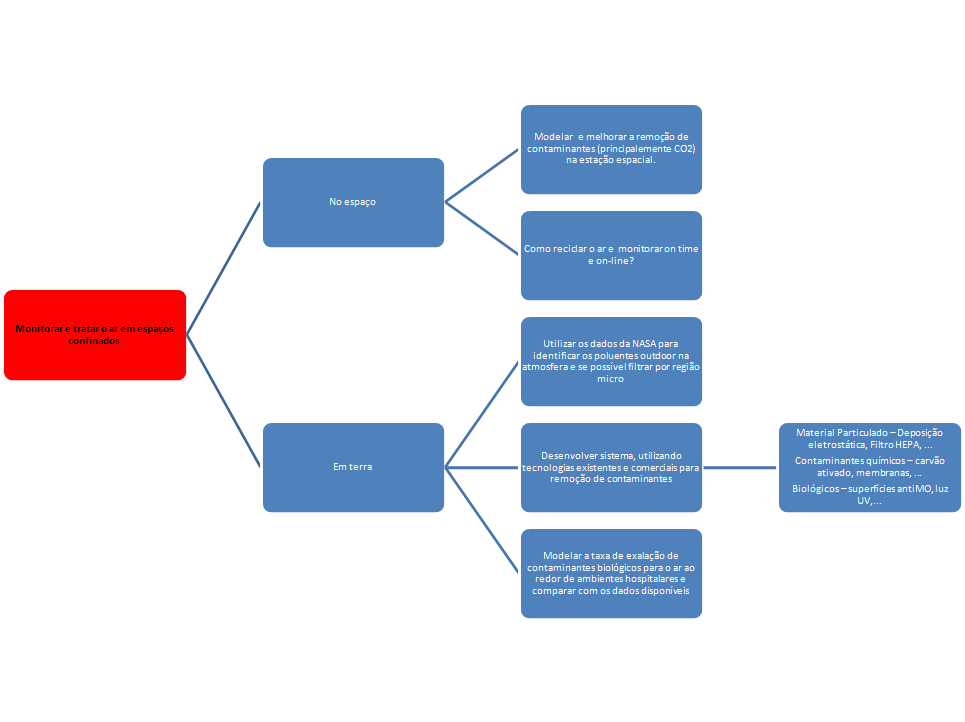 Modelar e melhorar a remoção de
contaminantes (principalemente CO2)
na estação espacial.
No espaço
Como reciclar o ar e monitorar on time
e on-line?
Monitorar e tratar o ar em espaços
confinados
Utilizar os dados da NASA para
identificar os poluentes outdoor na
atmosfera e se possível filtrar por região
micro
Em terra
Desenvolver sistema, utilizando
tecnologias existentes e comerciais para
remoção de contaminantes
Material Particulado – Deposição
eletrostática, Filtro HEPA, ...
Contaminantes químicos – carvão
ativado, membranas, ...
Biológicos – superfícies antiMO, luz
UV,...
Modelar a taxa de exalação de
contaminantes biológicos para o ar ao
redor de ambientes hospitalares e
comparar com os dados disponíveis